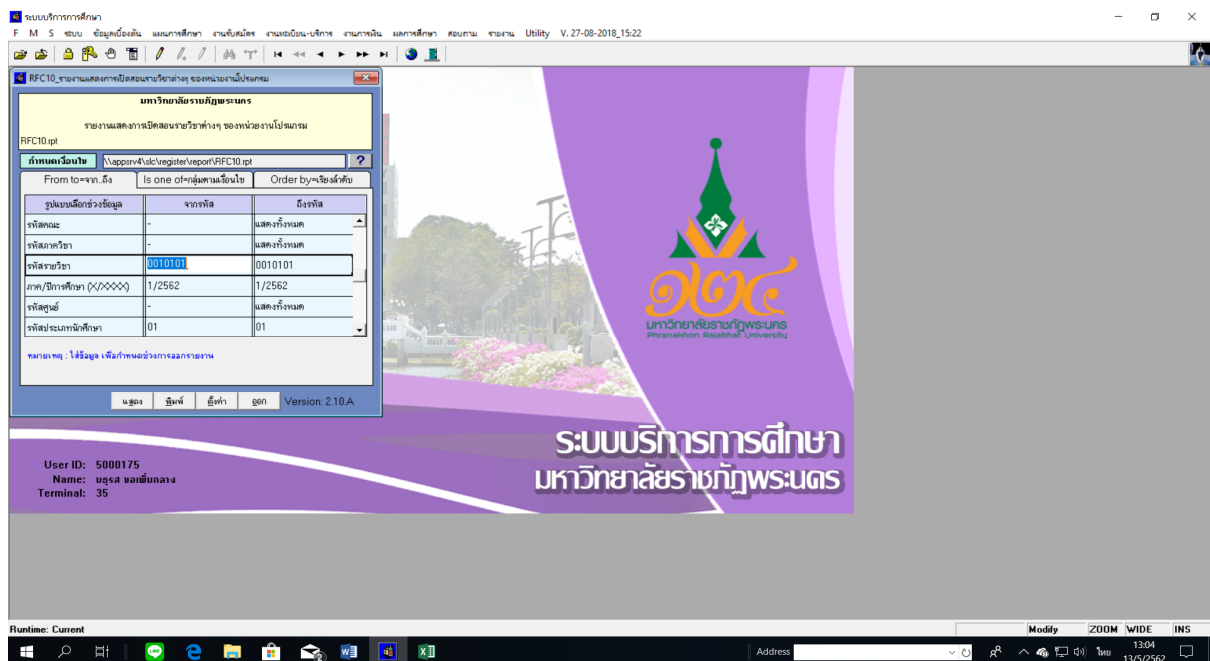 ระบบบริการการศึกษา
F M S ระบบ ข้อมูลเบื้องต้น แผนการศึกษา งานรับสมัคร งานทะเบียน-บริการ งานการเงิน ผลการศึกษา สอบถาม รายงาน Utility V. 27-08-2018_15:22
RFC10_รายงานแสดงการเปิดสอนรายวิชาต่างๆ ของหน่วยงานโปรแกรม
มหาวิทยาลัยราชภัฏพระนคร
รายงานแสดงการเปิดสอนรายวิชาต่างๆ ของหน่วยงานโปรแกรม
RFC10.rpt
กำหนดเงื่อนไข \\appsrv4\slc\register\report\RFC10.rpt ?
From to=จาก..ถึง Is one of=กลุ่มตามเงื่อนไข Order by=เรียงลำดับ
รูปแบบเลือกช่วงข้อมูล จากรหัส ถึงรหัส
รหัสคณะ - แสดงทั้งหมด
รหัสภาควิชา - แสดงทั้งหมด
รหัสรายวิชา 0010101 0010101
ภาค/ปีการศึกษา (X/XXXX) 1/2562 1/2562
รหัสศูนย์ - แสดงทั้งหมด
รหัสประเภทนักศึกษา 01 01
หมายเหตุ : ใส่ข้อมูล เพื่อกำหนดช่วงการออกรายงาน
แสดง พิมพ์ ตั้งค่า ออก Version: 2.10.A
มหาวิทยาลัยราชภัฏพระนคร
Phranakhon Rajabhat University
ระบบบริการการศึกษา
มหาวิทยาลัยราชภัฏพระนคร
User ID: 5000175
Name: มธุรส
Terminal: 35
Runtime: Current Modify ZOOM WIDE INS
Address ไทย 13:04
13/5/2562